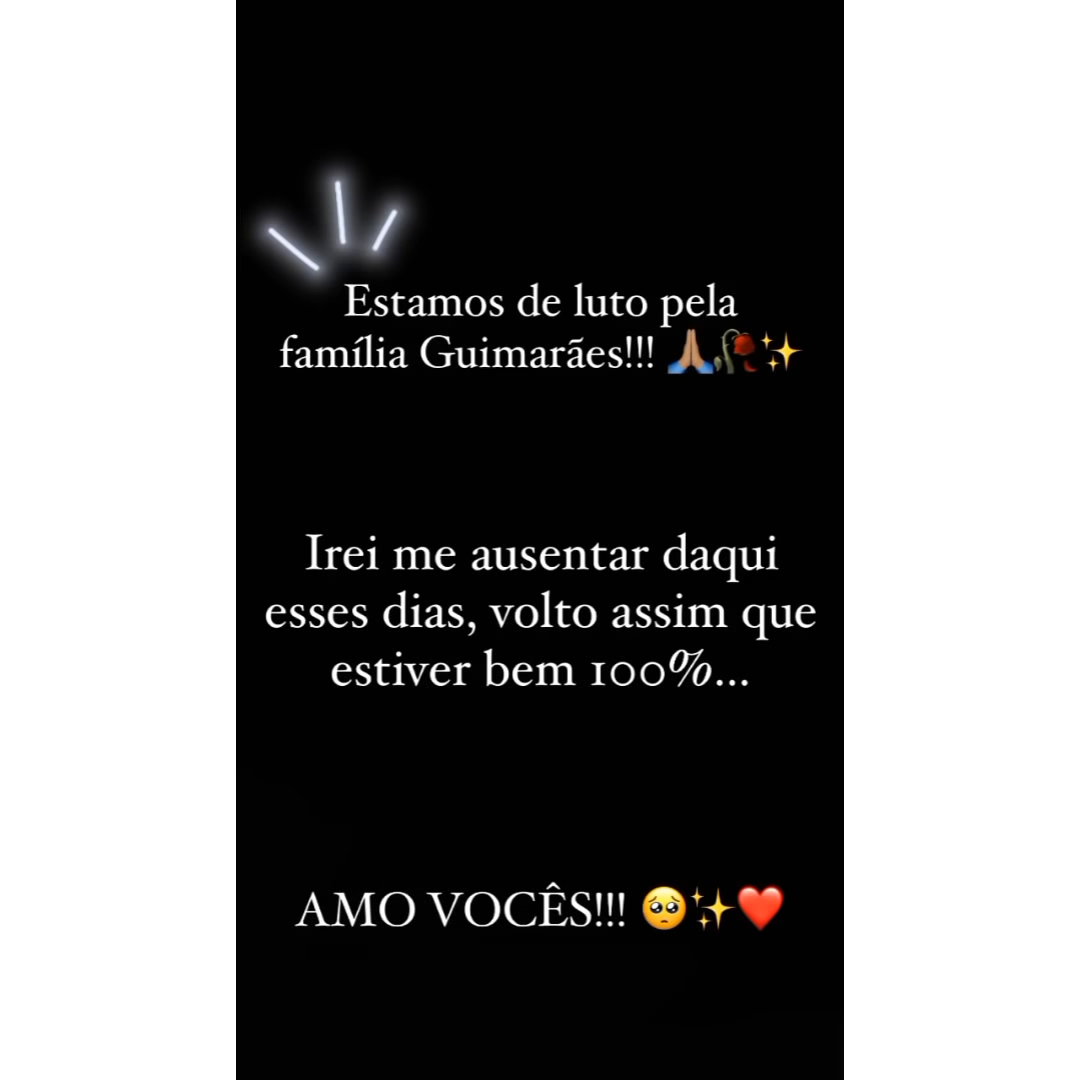 Estamos de luto pela
família Guimarães!!! 🙏🏽🥀✨
Irei me ausentar daqui
esses dias, volto assim que
estiver bem 100%...
AMO VOCÊS!!! 🥺✨❤️